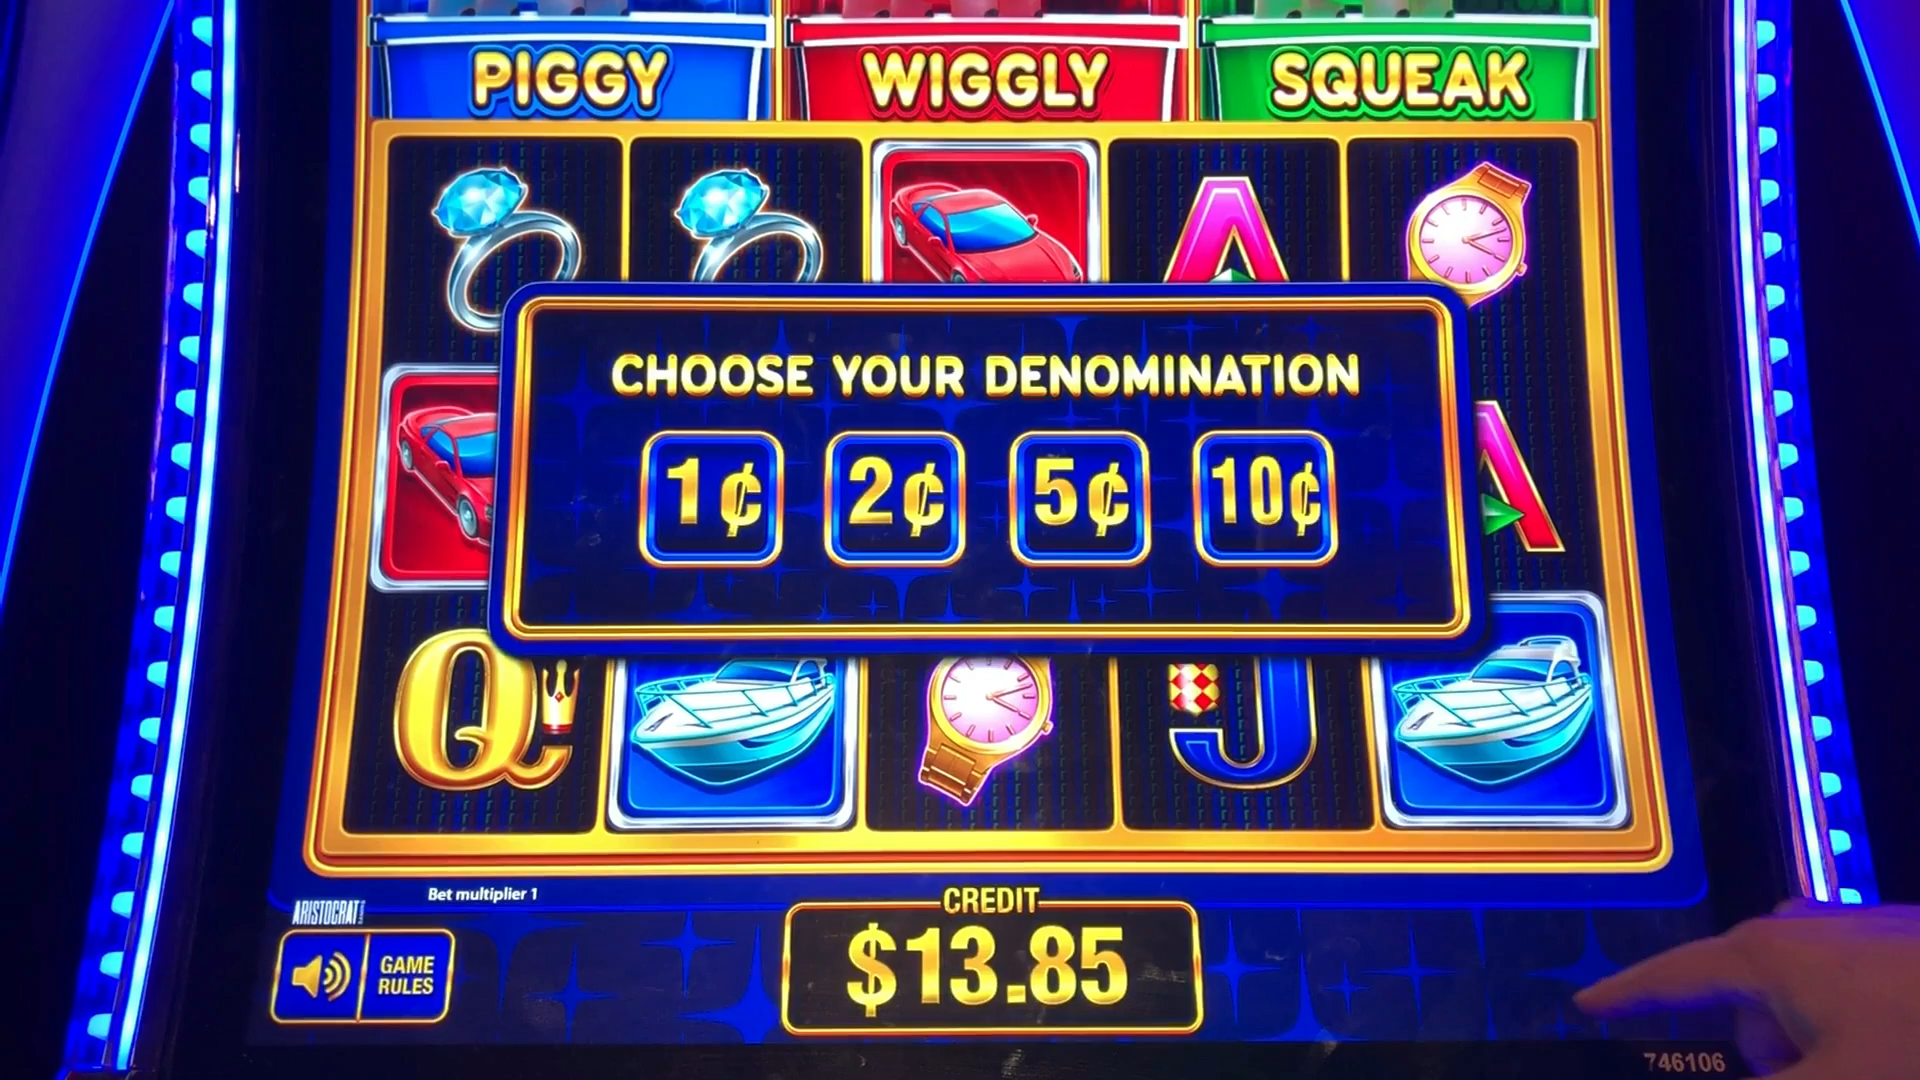 PIGGY WIGGLY SQUEAK
A
CHOOSE YOUR DENOMINATION
1¢ 2¢ 5¢ 10¢
A
Q J
Bet multiplier 1
ARISTOCRAT
CREDIT
$13.85
GAME
RULES
746106